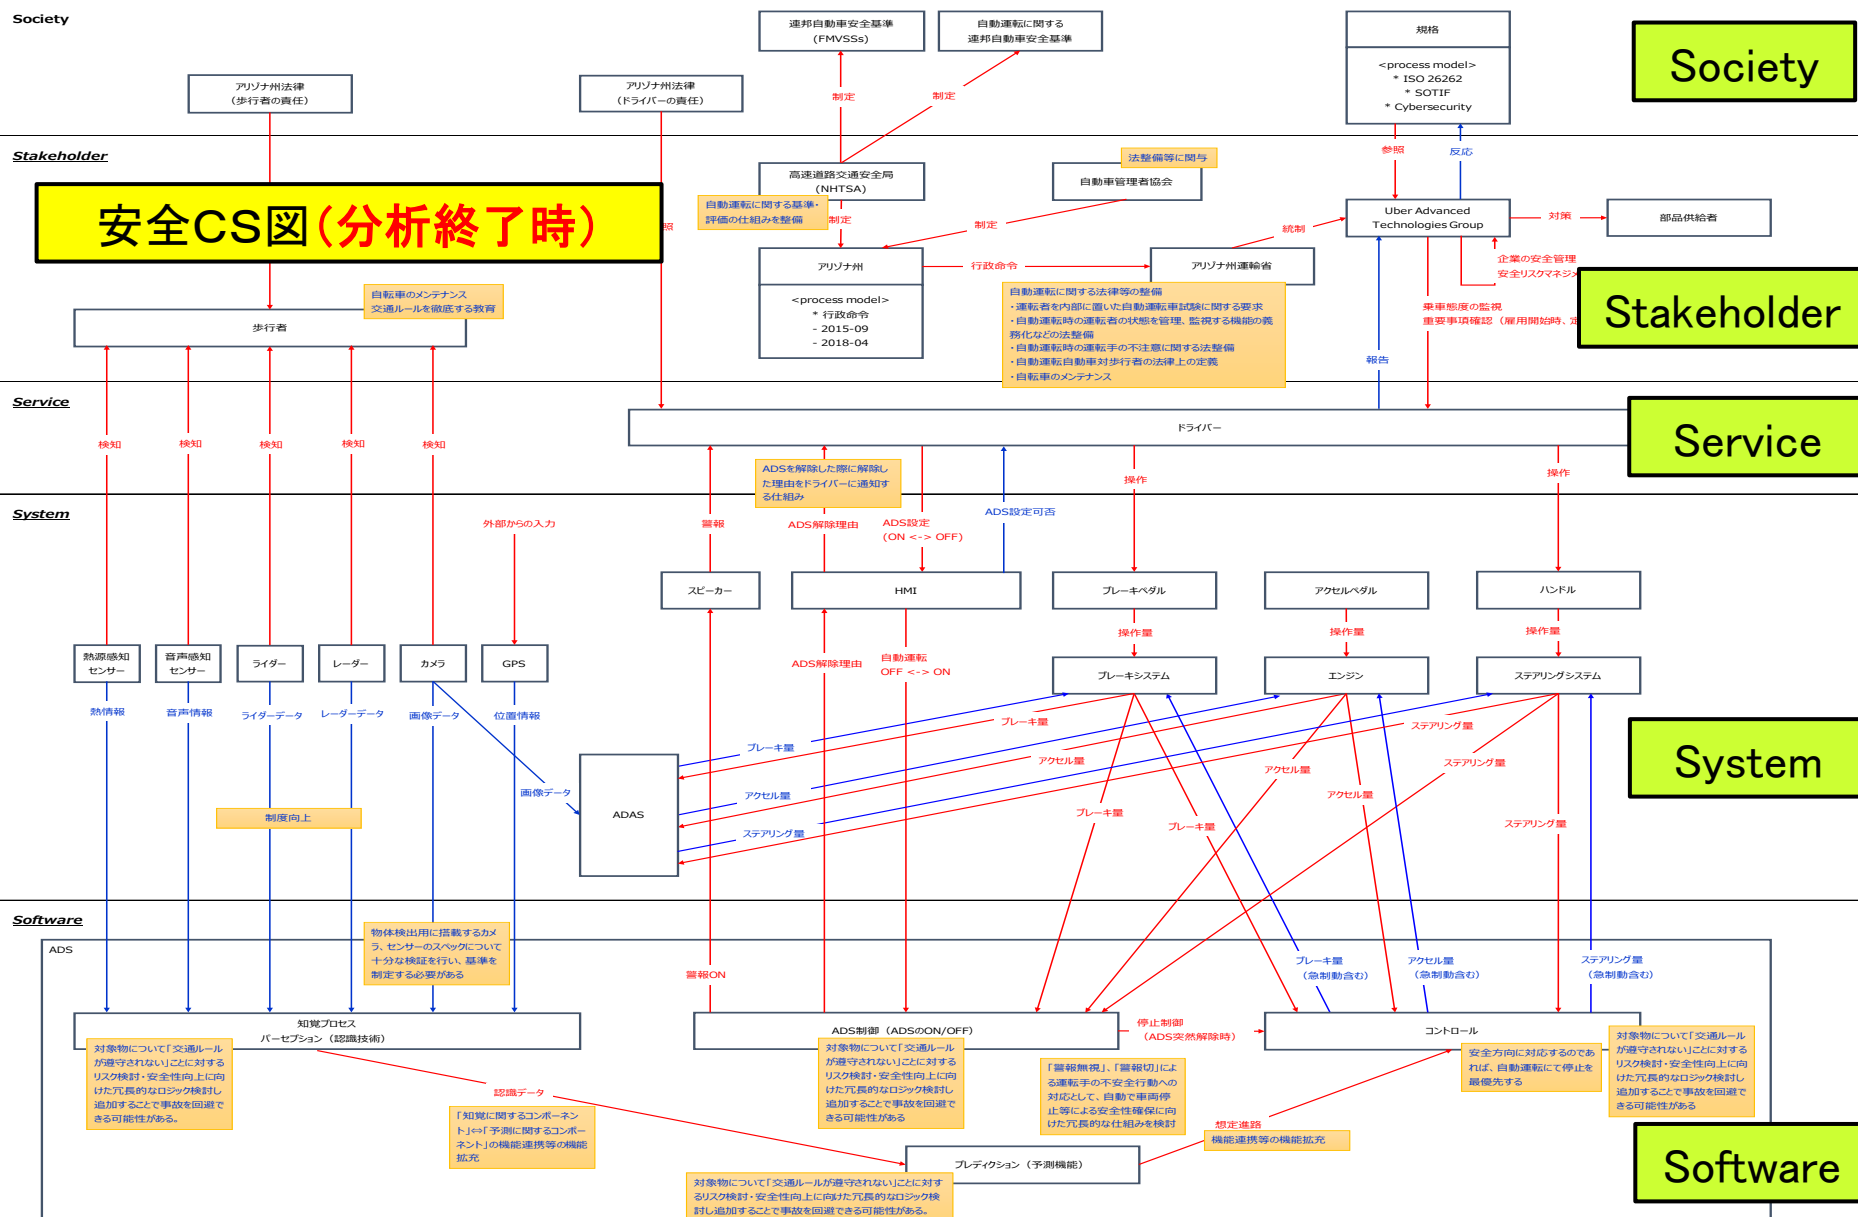 Society
連邦自動車安全基準
(FMVSSs)
自動運転に関する
連邦自動車安全基準
規格
<process model>
* ISO 26262
* SOTIF
* Cybersecurity
Society
アリゾナ州法律
(歩行者の責任)
アリゾナ州法律
(ドライバーの責任)
制定
制定
参照
反応
Stakeholder
高速道路交通安全局
(NHTSA)
法整備等に関与
自動車管理者協会
自動運転に関する基準・
評価の仕組みを整備
制定
制定
照
安全CS図(分析終了時)
Uber Advanced
Technologies Group
対策
部品供給者
統制
アリゾナ州
<process model>
* 行政命令
- 2015-09
- 2018-04
行政命令
アリゾナ州運輸省
企業の安全管理
安全リスクマネジメ
自動運転に関する法律等の整備
・運転者を内部に置いた自動運転車試験に関する要求
・自動運転時の運転者の状態を管理、監視する機能の義
務化などの法整備
・自動運転時の運転手の不注意に関する法整備
・自動運転自動車対歩行者の法律上の定義
・自転車のメンテナンス
乗車態度の監視
重要事項確認(雇用開始時、定
Stakeholder
自転車のメンテナンス
交通ルールを徹底する教育
歩行者
報告
Service
検知
検知
検知
検知
検知
ドライバー
Service
ADSを解除した際に解除し
た理由をドライバーに通知す
る仕組み
操作
操作
System
外部からの入力
警報
ADS解除理由
ADS設定
(ON <-> OFF)
ADS設定可否
スピーカー
HMI
ブレーキペダル
アクセルペダル
ハンドル
操作量
操作量
操作量
熱源感知
センサー
音声感知
センサー
ライダー
レーダー
カメラ
GPS
ADS解除理由
自動運転
OFF <-> ON
ブレーキシステム
エンジン
ステアリングシステム
熱情報
音声情報
ライダーデータ
レーダーデータ
画像データ
位置情報
ブレーキ量
ステアリング量
ブレーキ量
アクセル量
アクセル量
ステアリング量
System
画像データ
ADAS
アクセル量
アクセル量
ステアリング量
ブレーキ量
ブレーキ量
ステアリング量
制度向上
Software
ADS
物体検出用に搭載するカメ
ラ、センサーのスペックについて
十分な検証を行い、基準を
制定する必要がある
警報ON
ブレーキ量
(急制動含む)
アクセル量
(急制動含む)
ステアリング量
(急制動含む)
知覚プロセス
パーセプション(認識技術)
ADS制御(ADSのON/OFF)
停止制御
(ADS突然解除時)
コントロール
対象物について「交通ルール
が遵守されない」ことに対する
リスク検討・安全性向上に向
けた冗長的なロジック検討し
追加することで事故を回避で
きる可能性がある。
対象物について「交通ルール
が遵守されない」ことに対する
リスク検討・安全性向上に向
けた冗長的なロジック検討し
追加することで事故を回避で
きる可能性がある
「警報無視」、「警報切」によ
る運転手の不安全行動への
対応として、自動で車両停
止等による安全性確保に向
けた冗長的な仕組みを検討
安全方向に対応するのであ
れば、自動運転にて停止を
最優先する
対象物について「交通ルール
が遵守されない」ことに対する
リスク検討・安全性向上に向
けた冗長的なロジック検討し
追加することで事故を回避で
きる可能性がある
認識データ
「知覚に関するコンポーネン
ト」⇔「予測に関するコンポー
ネント」の機能連携等の機能
拡充
想定進路
機能連携等の機能拡充
プレディクション(予測機能)
対象物について「交通ルールが遵守されない」ことに対す
るリスク検討・安全性向上に向けた冗長的なロジック検
討し追加することで事故を回避できる可能性がある。
Software